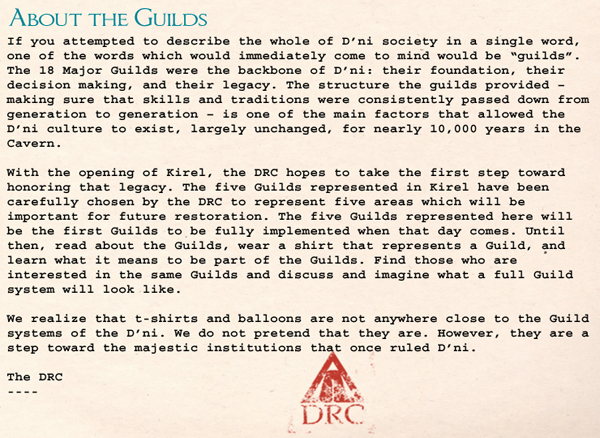 About the Guilds
If you attempted to describe the whole of D'ni society in a single word,
one of the words which would immediately come to mind would be "guilds".
The 18 Major Guilds were the backbone of D'ni: their foundation, their
decision making, and their legacy. The structure the guilds provided –
making sure that skills and traditions were consistently passed down from
generation to generation – is one of the main factors that allowed the
D'ni culture to exist, largely unchanged, for nearly 10,000 years in the
Cavern.
With the opening of Kirel, the DRC hopes to take the first step toward
honoring that legacy. The five Guilds represented in Kirel have been
carefully chosen by the DRC to represent five areas which will be
important for future restoration. The five Guilds represented here will
be the first Guilds to be fully implemented when that day comes. Until
then, read about the Guilds, wear a shirt that represents a Guild, and
learn what it means to be part of the Guilds. Find those who are
interested in the same Guilds and discuss and imagine what a full Guild
system will look like.
We realize that t-shirts and balloons are not anywhere close to the Guild
systems of the D'ni. We do not pretend that they are. However, they are a
step toward the majestic institutions that once ruled D'ni.
The DRC
----
DRC